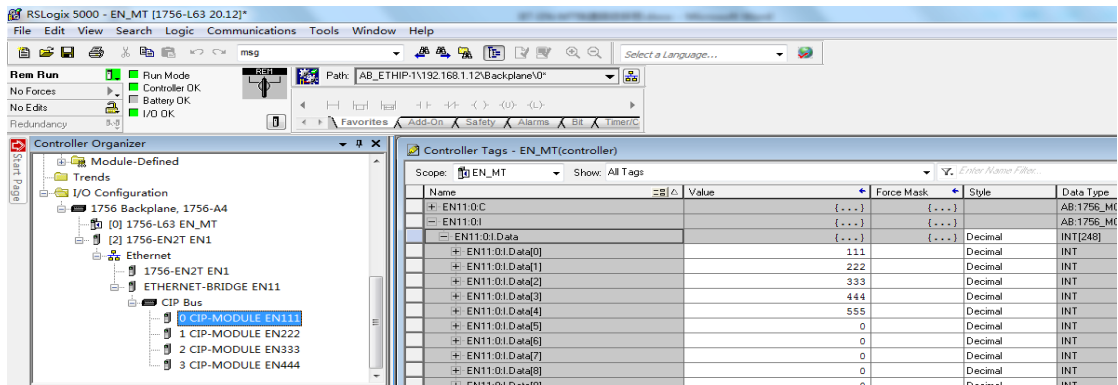 RSLogix 5000 - EN_MT [1756-L63 20.12]*
File Edit View Search Logic Communications Tools Window Help
msg
Select a Language...
Rem Run
Run Mode
REM
Path: AB_ETHIP-1\192.168.1.12\Backplane\0*
No Forces
Controller OK
Battery OK
No Edits
I/O OK
Redundancy
Favorites
Add-On
Safety
Alarms
Bit
Timer/C
Start Page
Controller Organizer
Module-Defined
Trends
I/O Configuration
1756 Backplane, 1756-A4
[0] 1756-L63 EN_MT
[2] 1756-EN2T EN1
Ethernet
1756-EN2T EN1
ETHERNET-BRIDGE EN11
CIP Bus
0 CIP-MODULE EN111
1 CIP-MODULE EN222
2 CIP-MODULE EN333
3 CIP-MODULE EN444
Controller Tags - EN_MT(controller)
Scope: EN_MT Show: All Tags Enter Name Filter...
Name Value Force Mask Style Data Type
EN11:0:C {...} {...} AB:1756_MO
EN11:0:I {...} {...} AB:1756_MO
EN11:0:I.Data {...} {...} Decimal INT[248]
EN11:0:I.Data[0] 111 Decimal INT
EN11:0:I.Data[1] 222 Decimal INT
EN11:0:I.Data[2] 333 Decimal INT
EN11:0:I.Data[3] 444 Decimal INT
EN11:0:I.Data[4] 555 Decimal INT
EN11:0:I.Data[5] 0 Decimal INT
EN11:0:I.Data[6] 0 Decimal INT
EN11:0:I.Data[7] 0 Decimal INT
EN11:0:I.Data[8] 0 Decimal INT